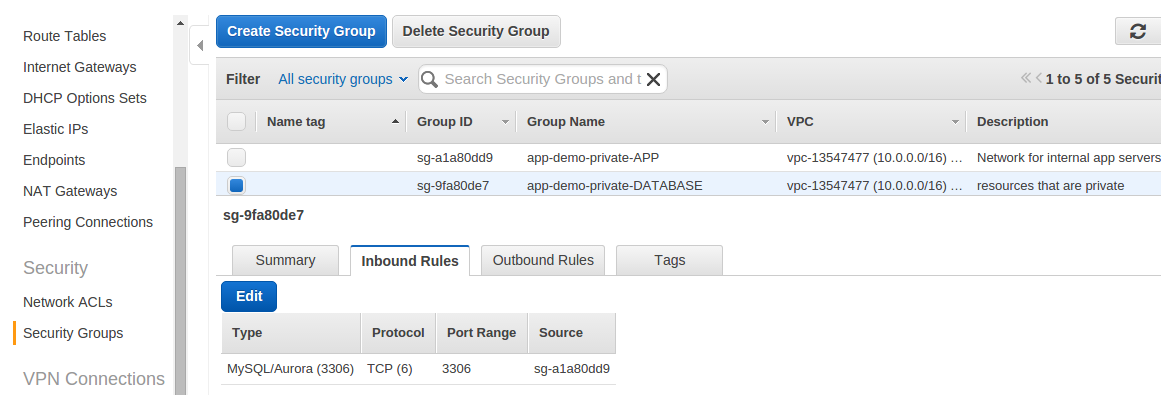 Route Tables
Internet Gateways
DHCP Options Sets
Elastic IPs
Endpoints
NAT Gateways
Peering Connections
Security
Network ACLs
Security Groups
VPN Connections
Create Security Group Delete Security Group
Filter All security groups Search Security Groups and t 1 to 5 of 5 Securit
Name tag Group ID Group Name VPC Description
sg-a1a80dd9 app-demo-private-APP vpc-13547477 (10.0.0.0/16) ... Network for internal app servers
sg-9fa80de7 app-demo-private-DATABASE vpc-13547477 (10.0.0.0/16) ... resources that are private
sg-9fa80de7
Summary Inbound Rules Outbound Rules Tags
Edit
Type Protocol Port Range Source
MySQL/Aurora (3306) TCP (6) 3306 sg-a1a80dd9